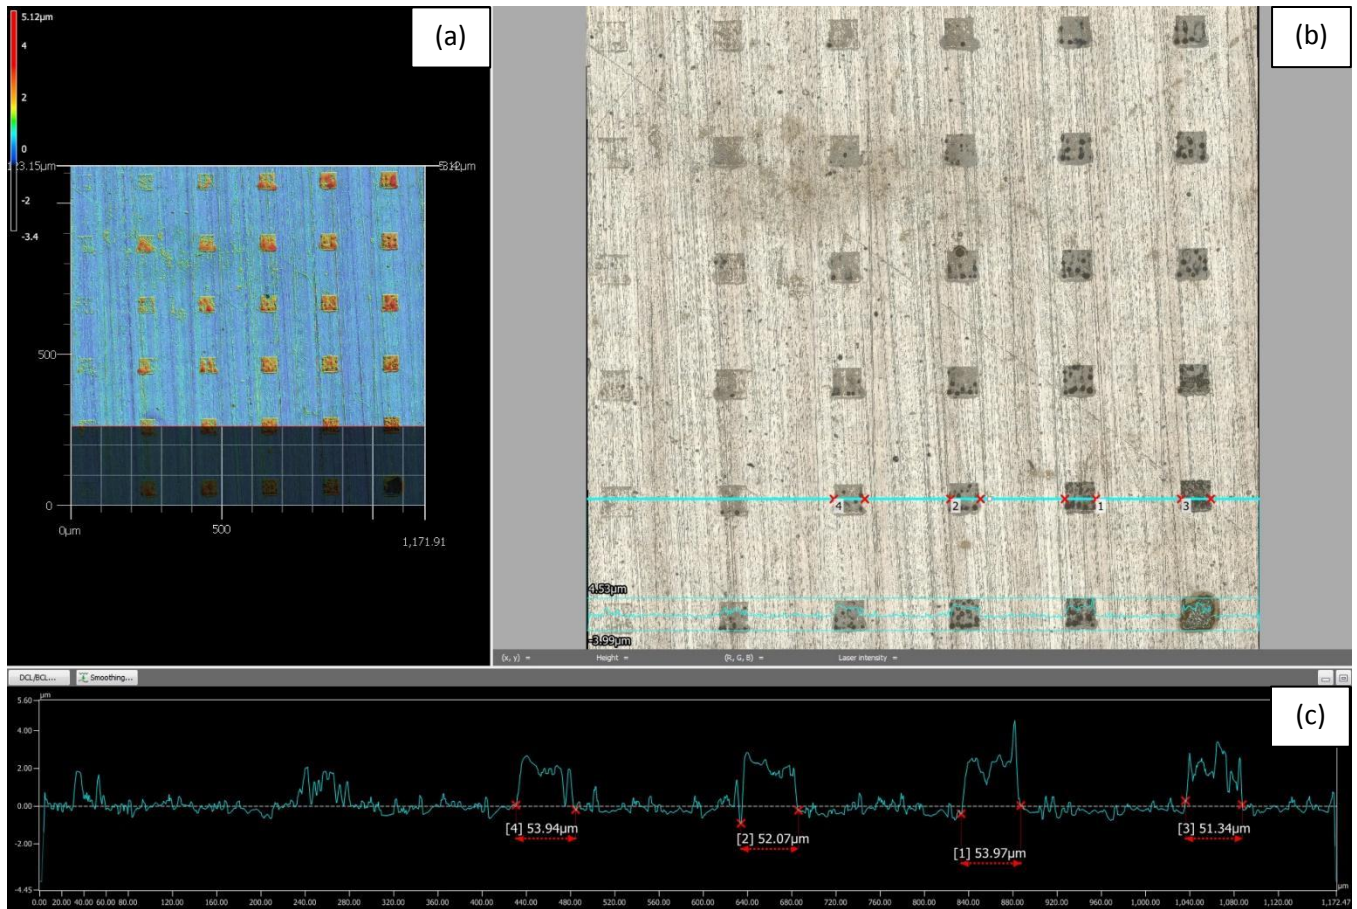 5.12µm
4
2
0
-2
-3.4
(a)
500
0
0µm
500
1,171.91
(b)
4
2
1
3
4.53µm
-3.99µm
(x, y) =
Height =
(R, G, B) =
Laser intensity =
DCL/BCL...
Smoothing...
(c)
µm
5.60
4.00
2.00
0.00
-2.00
-4.45
[4] 53.94µm
[2] 52.07µm
[1] 53.97µm
[3] 51.34µm
µm
0.00 20.00 40.00 60.00 80.00 120.00 160.00 200.00 240.00 280.00 320.00 360.00 400.00 440.00 480.00 520.00 560.00 600.00 640.00 680.00 720.00 760.00 800.00 840.00 880.00 920.00 960.00 1,000.00 1,040.00 1,080.00 1,120.00 1,172.47